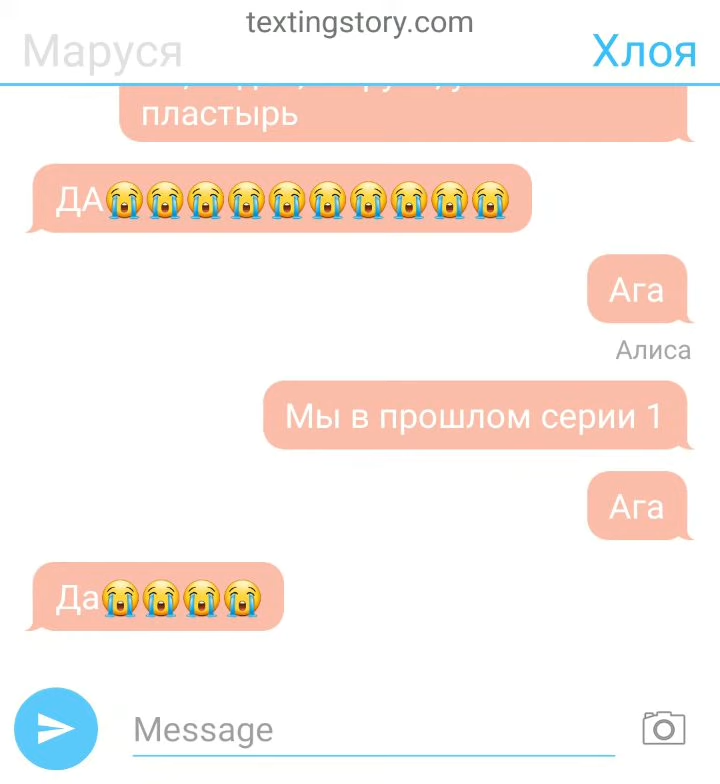 textingstory.com
Маруся
Хлоя
пластырь
ДА😭😭😭😭😭😭😭😭😭😭
Ага
Алиса
Мы в прошлом серии 1
Ага
Да😭😭😭😭
Message